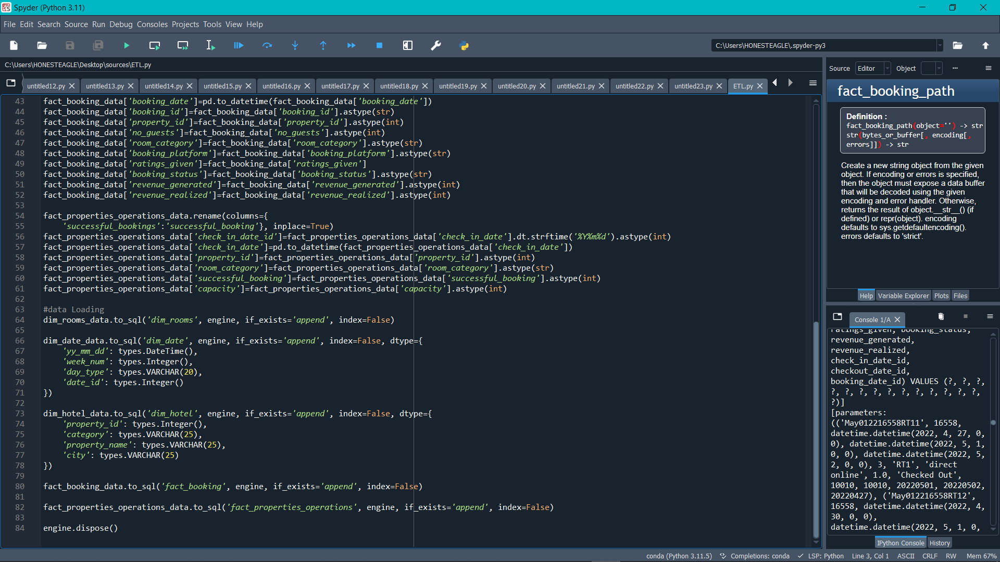 Spyder (Python 3.11)
File Edit Search Source Run Debug Consoles Projects Tools View Help
C:\Users\HONESTEAGLE\.spyder-py3
C:\Users\HONESTEAGLE\Desktop\sources\ETL.py
untitled12.py untitled13.py untitled14.py untitled15.py untitled16.py untitled17.py untitled18.py untitled19.py untitled20.py untitled21.py untitled22.py untitled23.py ETL.py
43 fact_booking_data['booking_date']=pd.to_datetime(fact_booking_data['booking_date'])
44 fact_booking_data['booking_id']=fact_booking_data['booking_id'].astype(str)
45 fact_booking_data['property_id']=fact_booking_data['property_id'].astype(int)
46 fact_booking_data['no_guests']=fact_booking_data['no_guests'].astype(int)
47 fact_booking_data['room_category']=fact_booking_data['room_category'].astype(str)
48 fact_booking_data['booking_platform']=fact_booking_data['booking_platform'].astype(str)
49 fact_booking_data['ratings_given']=fact_booking_data['ratings_given']
50 fact_booking_data['booking_status']=fact_booking_data['booking_status'].astype(str)
51 fact_booking_data['revenue_generated']=fact_booking_data['revenue_generated'].astype(int)
52 fact_booking_data['revenue_realized']=fact_booking_data['revenue_realized'].astype(int)
53
54 fact_properties_operations_data.rename(columns={
55     'successful_bookings':'successful_booking'}, inplace=True)
56 fact_properties_operations_data['check_in_date_id']=fact_properties_operations_data['check_in_date'].dt.strftime('%Y%m%d').astype(int)
57 fact_properties_operations_data['check_in_date']=pd.to_datetime(fact_properties_operations_data['check_in_date'])
58 fact_properties_operations_data['property_id']=fact_properties_operations_data['property_id'].astype(int)
59 fact_properties_operations_data['room_category']=fact_properties_operations_data['room_category'].astype(str)
60 fact_properties_operations_data['successful_booking']=fact_properties_operations_data['successful_booking'].astype(int)
61 fact_properties_operations_data['capacity']=fact_properties_operations_data['capacity'].astype(int)
62
63 #data Loading
64 dim_rooms_data.to_sql('dim_rooms', engine, if_exists='append', index=False)
65
66 dim_date_data.to_sql('dim_date', engine, if_exists='append', index=False, dtype={
67     'yy_mm_dd': types.DateTime(),
68     'week_num': types.Integer(),
69     'day_type': types.VARCHAR(20),
70     'date_id': types.Integer()
71 })
72
73 dim_hotel_data.to_sql('dim_hotel', engine, if_exists='append', index=False, dtype={
74     'property_id': types.Integer(),
75     'category': types.VARCHAR(25),
76     'property_name': types.VARCHAR(25),
77     'city': types.VARCHAR(25)
78 })
79
80 fact_booking_data.to_sql('fact_booking', engine, if_exists='append', index=False)
81
82 fact_properties_operations_data.to_sql('fact_properties_operations', engine, if_exists='append', index=False)
83
84 engine.dispose()
Source Editor Object
fact_booking_path
Definition :
fact_booking_path(object='') -> str
str(bytes_or_buffer[, encoding[,
errors]]) -> str
Create a new string object from the given
object. If encoding or errors is specified,
then the object must expose a data buffer
that will be decoded using the given
encoding and error handler. Otherwise,
returns the result of object.__str__() (if
defined) or repr(object). encoding
defaults to sys.getdefaultencoding().
errors defaults to 'strict'.
Help Variable Explorer Plots Files
Console 1/A
ratings_given, booking_status,
revenue_generated,
revenue_realized,
check_in_date_id,
checkout_date_id,
booking_date_id) VALUES (?, ?, ?,
?, ?, ?, ?, ?, ?, ?, ?, ?, ?, ?,
?)]
[parameters:
(('May012216558RT11', 16558,
datetime.datetime(2022, 4, 27, 0,
0), datetime.datetime(2022, 5, 1,
0, 0), datetime.datetime(2022, 5,
2, 0, 0), 3, 'RT1', 'direct
online', 1.0, 'Checked Out',
10010, 10010, 20220501, 20220502,
20220427), ('May012216558RT12',
16558, datetime.datetime(2022, 4,
30, 0, 0),
datetime.datetime(2022, 5, 1, 0,
IPython Console History
conda (Python 3.11.5) Completions: conda LSP: Python Line 3, Col 1 ASCII CRLF RW Mem 67%